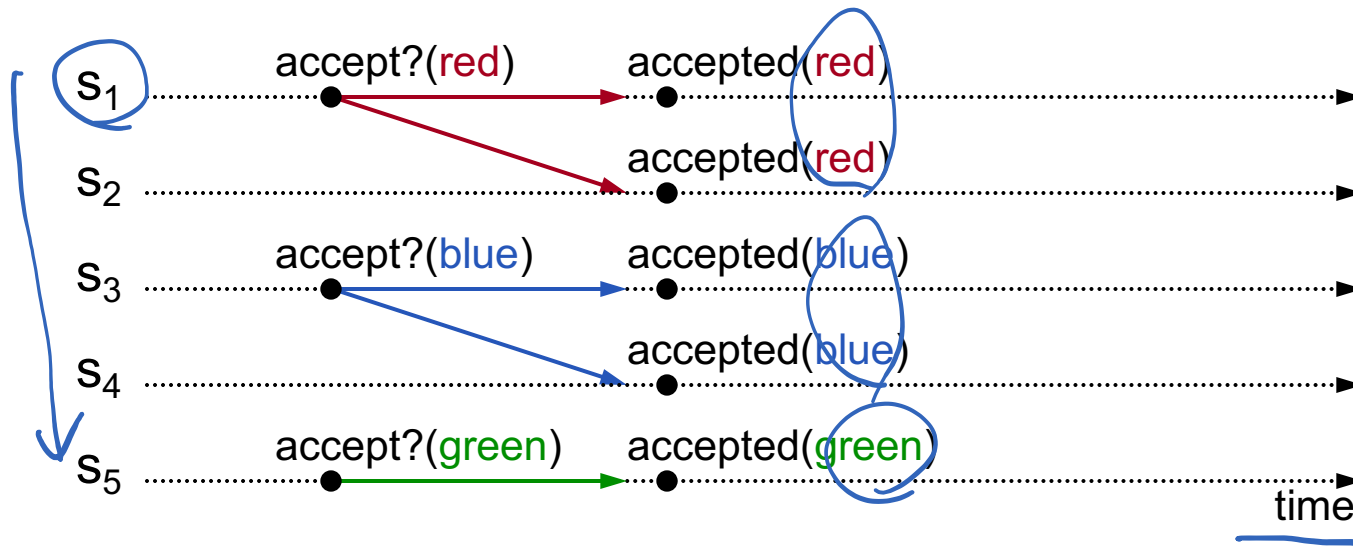 accept?(red) accepted(red)
S1
accepted(red)
S2
accept?(blue) accepted(blue)
S3
accepted(blue)
S4
accept?(green) accepted(green)
S5
time